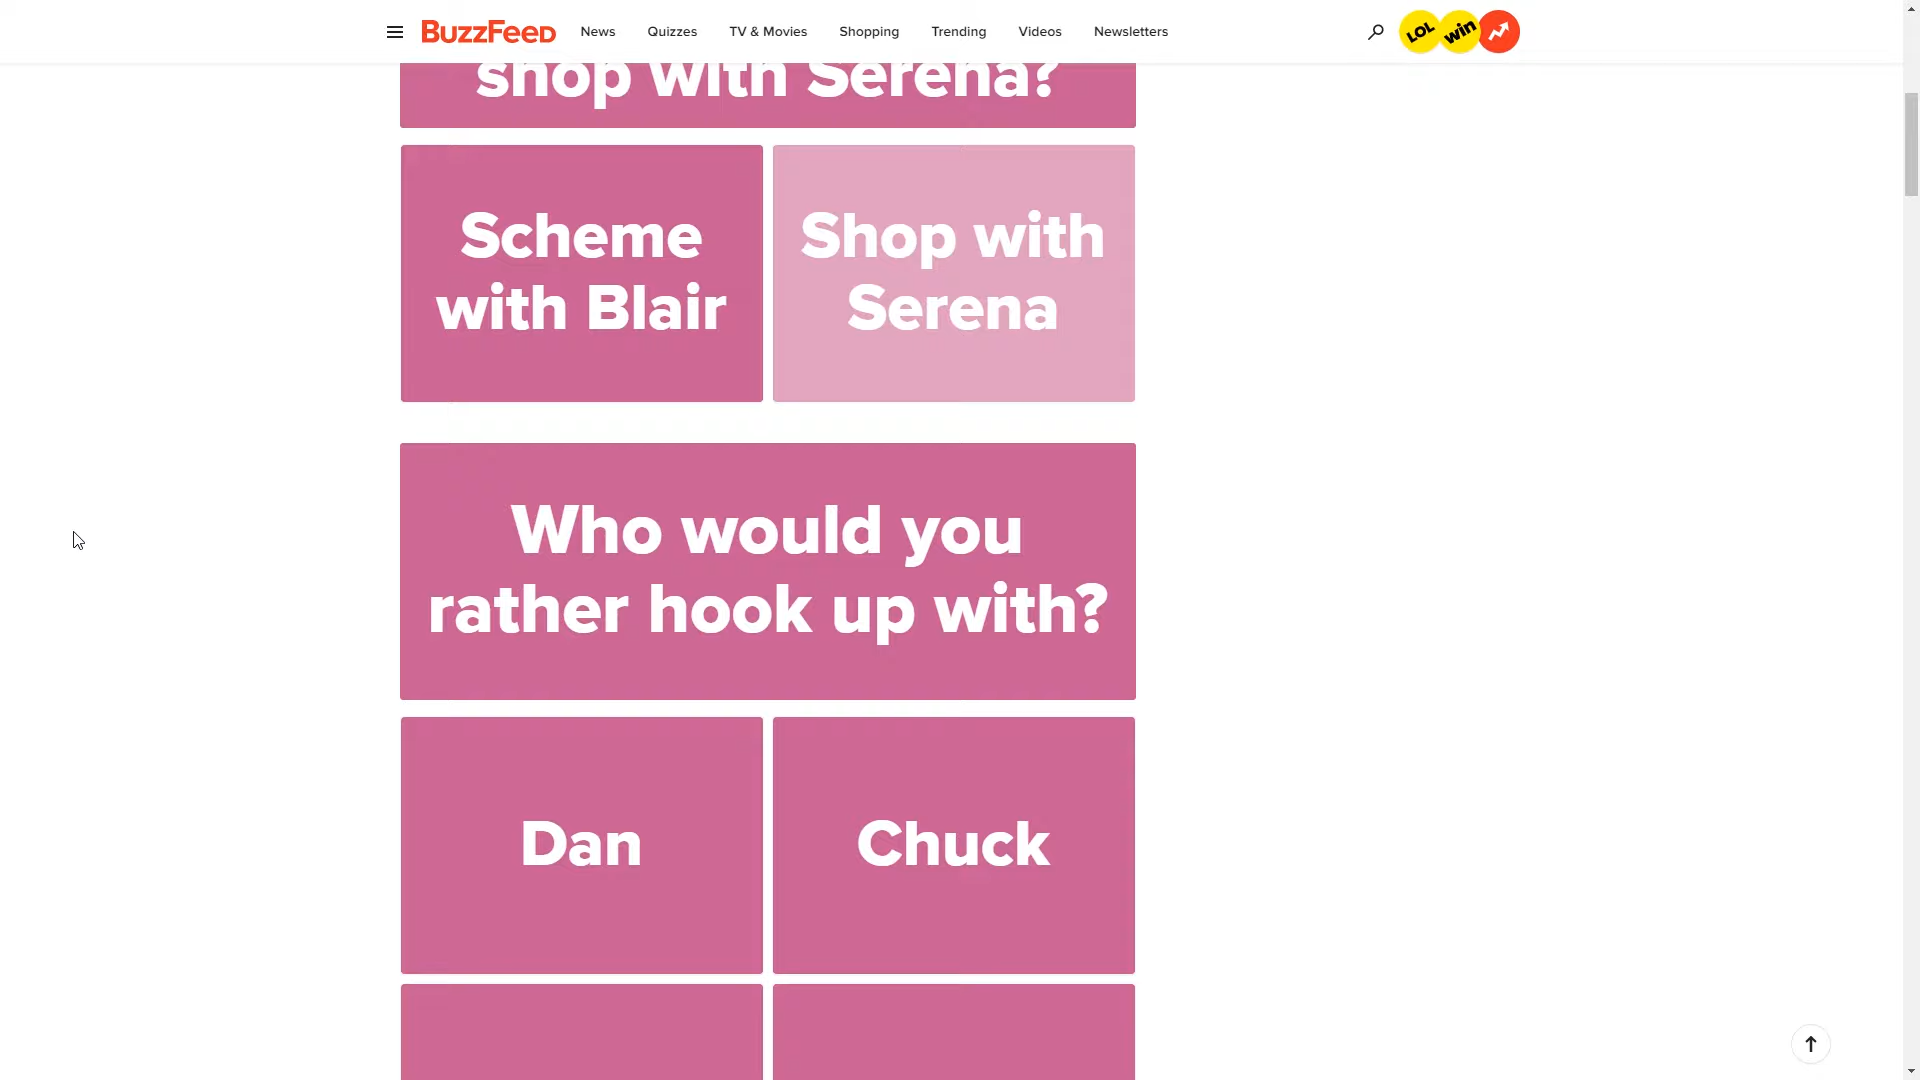 BuzzFeed News Quizzes TV & Movies Shopping Trending Videos Newsletters LOL win
shop with Serena?
Scheme
with Blair
Shop with
Serena
Who would you
rather hook up with?
Dan
Chuck